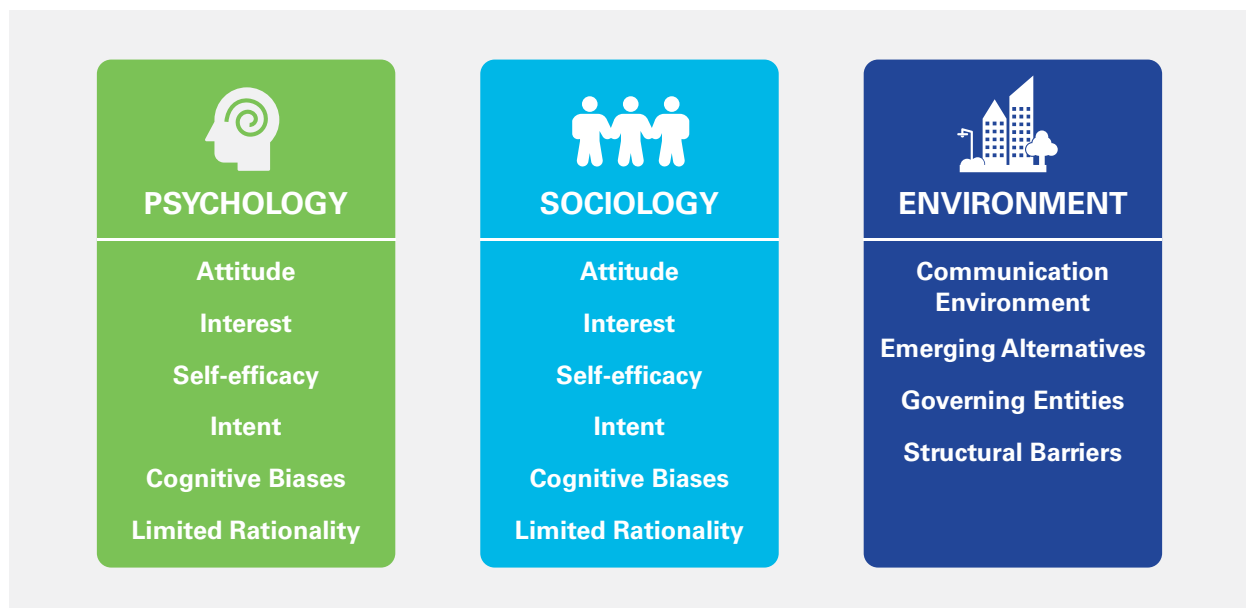 PSYCHOLOGY
Attitude
Interest
Self-efficacy
Intent
Cognitive Biases
Limited Rationality
SOCIOLOGY
Attitude
Interest
Self-efficacy
Intent
Cognitive Biases
Limited Rationality
ENVIRONMENT
Communication
Environment
Emerging Alternatives
Governing Entities
Structural Barriers